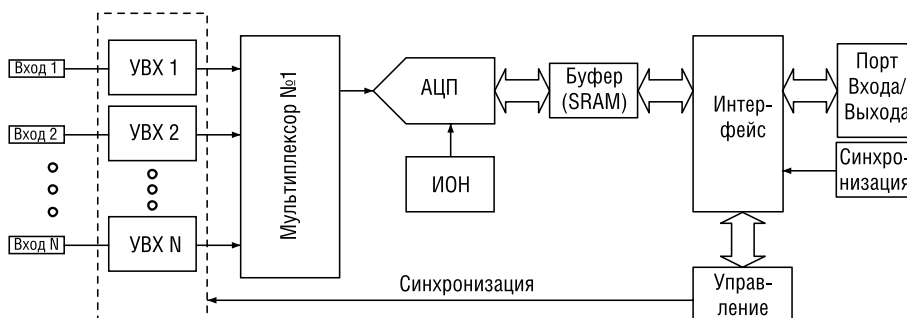 Вход 1
УВХ 1
Вход 2
УВХ 2
Вход N
УВХ N
Мультиплексор №1
АЦП
ИОН
Буфер
(SRAM)
Интер-
фейс
Порт
Входа/
Выхода
Синхро-
низация
Управ-
ление
Синхронизация